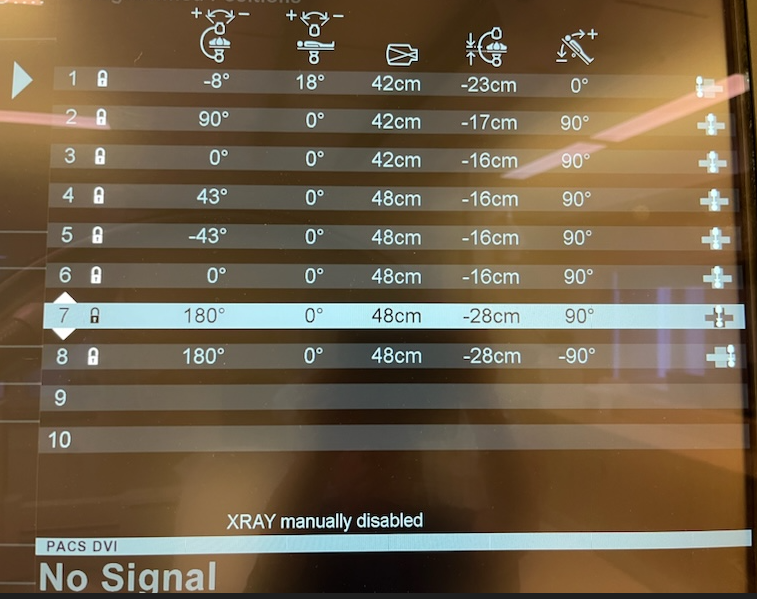 + - + -
+
1 -8° 18° 42cm -23cm 0°
2 90° 0° 42cm -17cm 90°
3 0° 0° 42cm -16cm 90°
4 43° 0° 48cm -16cm 90°
5 -43° 0° 48cm -16cm 90°
6 0° 0° 48cm -16cm 90°
7 180° 0° 48cm -28cm 90°
8 180° 0° 48cm -28cm -90°
9
10
XRAY manually disabled
PACS DVI
No Signal